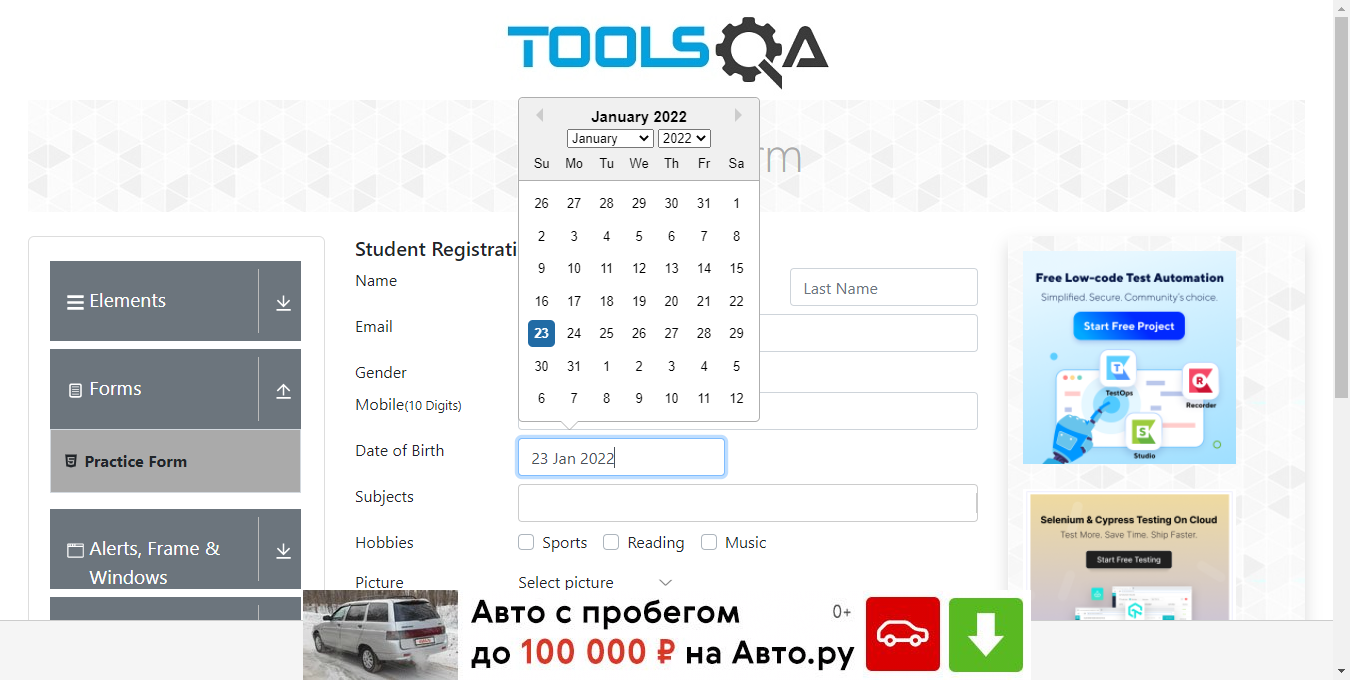 TOOLSQA
January 2022
January 2022
Su Mo Tu We Th Fr Sa
26 27 28 29 30 31 1
2 3 4 5 6 7 8
9 10 11 12 13 14 15
16 17 18 19 20 21 22
23 24 25 26 27 28 29
30 31 1 2 3 4 5
6 7 8 9 10 11 12
rm
Elements
Forms
Practice Form
Alerts, Frame &
Windows
Student Registrati
Name
Last Name
Email
Gender
Mobile(10 Digits)
Date of Birth
23 Jan 2022
Subjects
Hobbies
Sports
Reading
Music
Picture
Select picture
Free Low-code Test Automation
Simplified. Secure. Community's choice.
Start Free Project
T
TestOps
R
Recorder
S
Studio
Selenium & Cypress Testing On Cloud
Test More. Save Time. Ship Faster.
Start Free Testing
Авто с пробегом
0+
до 100 000 ₽ на Авто.ру